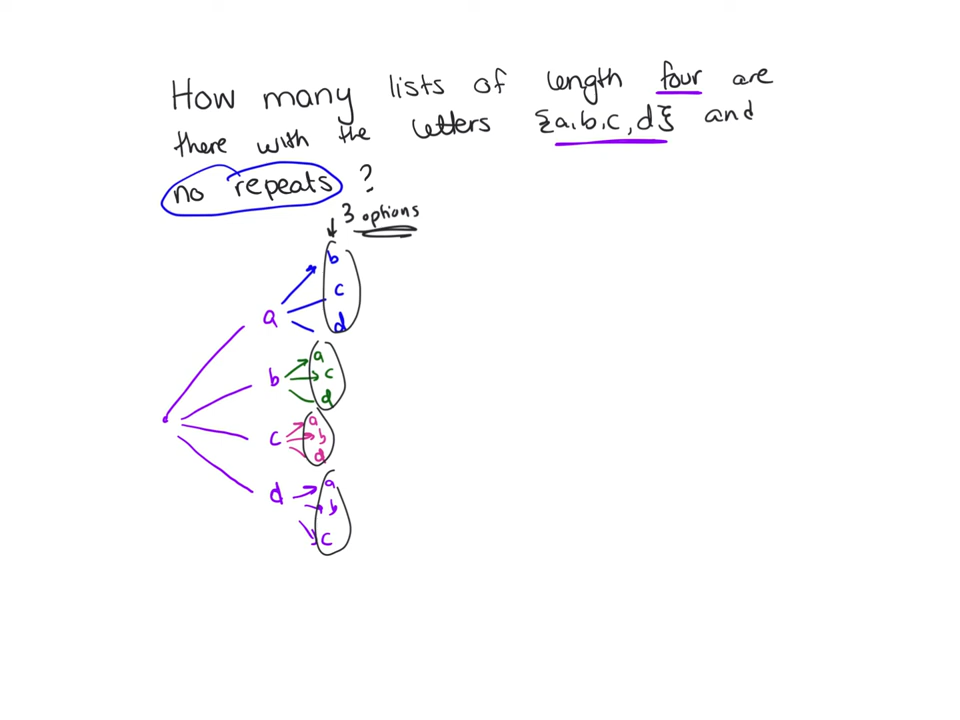 How many lists of length four are
there with the letters {a,b,c,d} and
no repeats ?
3 options
b
c
a
d
a
b
c
d
a
c
b
d
a
d
b
c